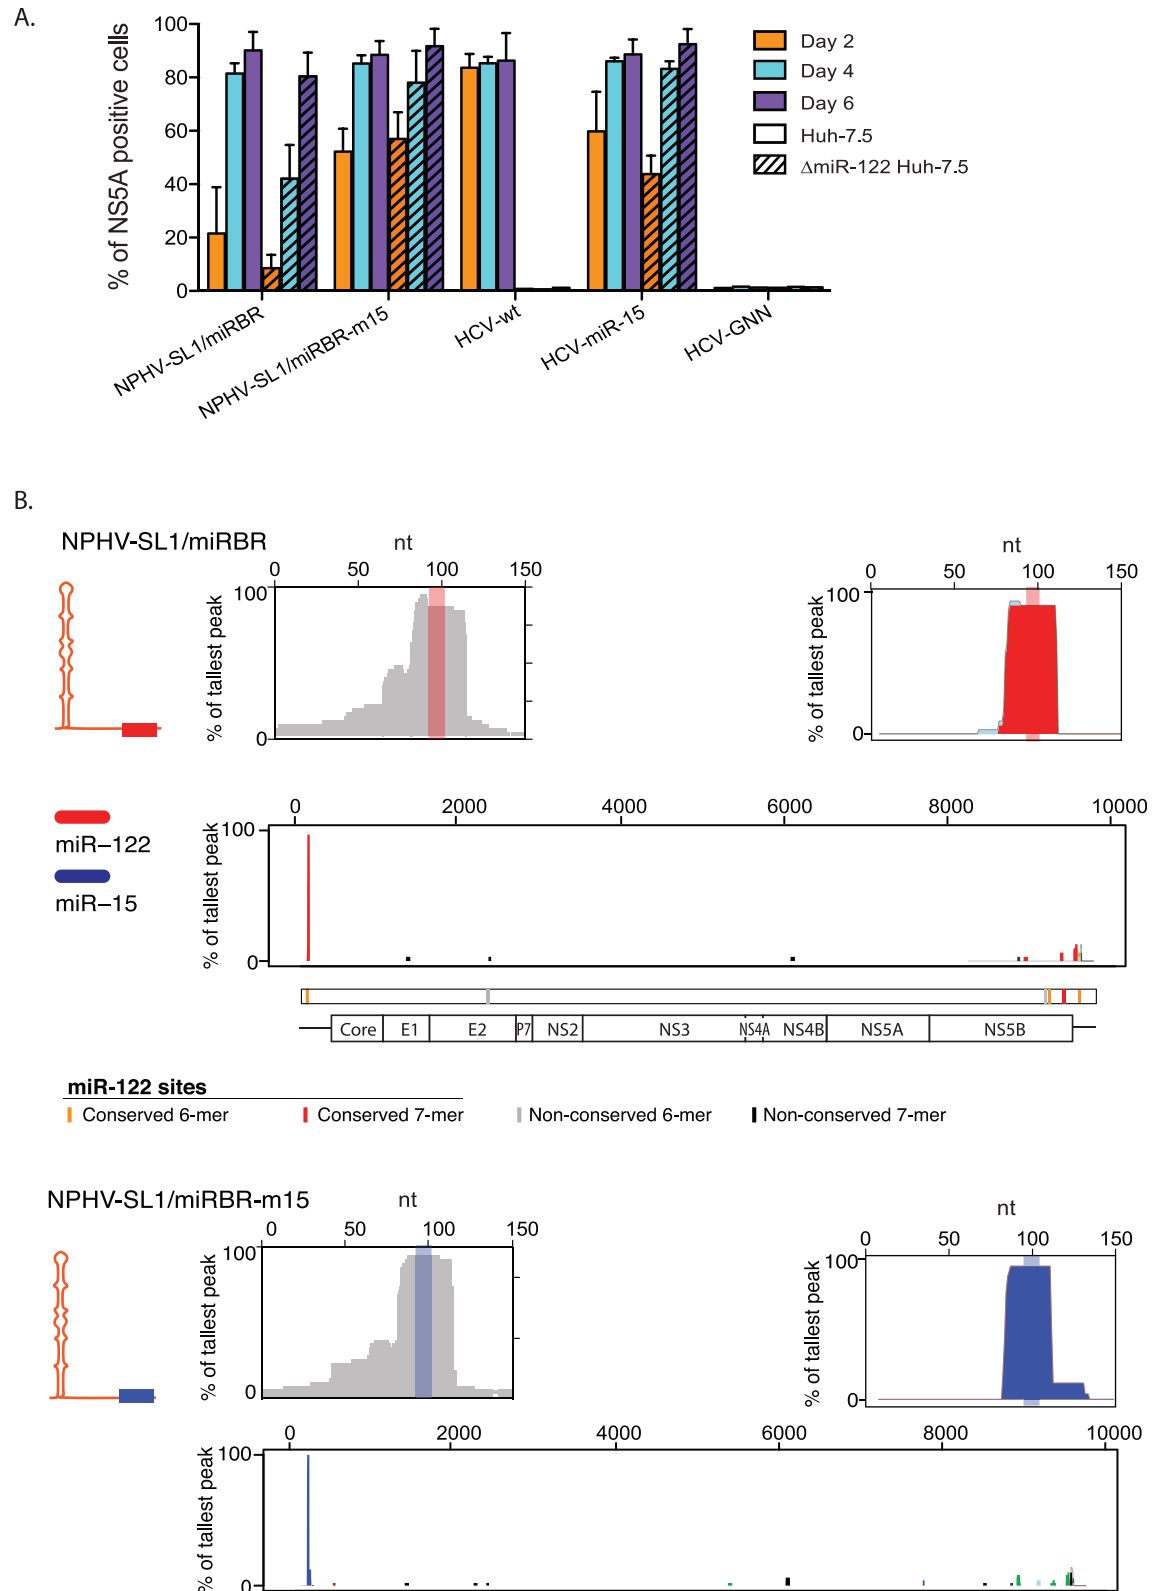 A.
% of NS5A positive cells
100
80
60
40
20
0
NPHV-SL1/miRBR
NPHV-SL1/miRBR-m15
HCV-wt
HCV-miR-15
HCV-GNN
Day 2
Day 4
Day 6
Huh-7.5
ΔmiR-122 Huh-7.5
B.
NPHV-SL1/miRBR
nt
0 50 100 150
% of tallest peak
100
0
nt
0 50 100 150
% of tallest peak
100
0
miR–122
miR–15
0 2000 4000 6000 8000 10000
% of tallest peak
100
0
Core E1 E2 P7 NS2 NS3 NS4A NS4B NS5A NS5B
miR-122 sites
Conserved 6-mer Conserved 7-mer Non-conserved 6-mer Non-conserved 7-mer
NPHV-SL1/miRBR-m15
nt
0 50 100 150
% of tallest peak
100
0
nt
0 50 100 150
% of tallest peak
100
0
0 2000 4000 6000 8000 10000
% of tallest peak
100
0